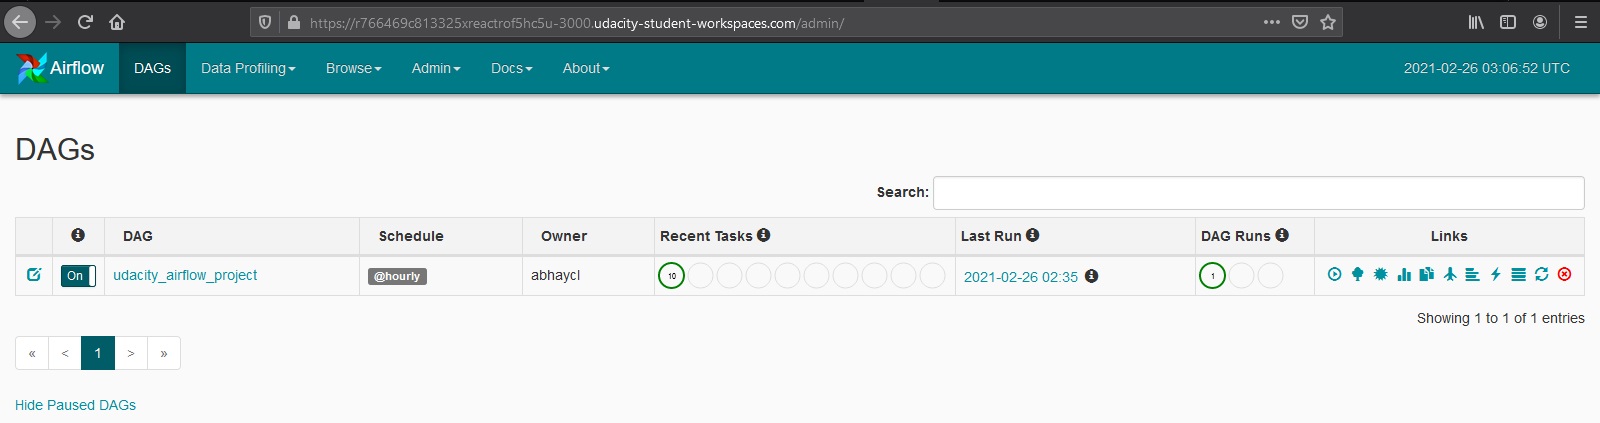 https://r766469c813325xreactrof5hc5u-3000.udacity-student-workspaces.com/admin/
Airflow DAGs Data Profiling Browse Admin Docs About 2021-02-26 03:06:52 UTC
DAGs
Search:
DAG Schedule Owner Recent Tasks Last Run DAG Runs Links
On udacity_airflow_project @hourly abhaycl 10 2021-02-26 02:35 1
Showing 1 to 1 of 1 entries
« < 1 > »
Hide Paused DAGs